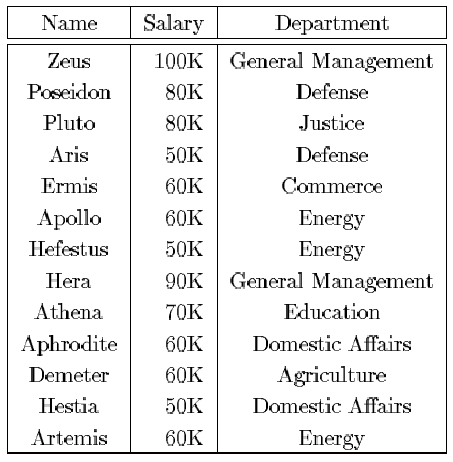 Name Salary Department
Zeus 100K General Management
Poseidon 80K Defense
Pluto 80K Justice
Aris 50K Defense
Ermis 60K Commerce
Apollo 60K Energy
Hefestus 50K Energy
Hera 90K General Management
Athena 70K Education
Aphrodite 60K Domestic Affairs
Demeter 60K Agriculture
Hestia 50K Domestic Affairs
Artemis 60K Energy